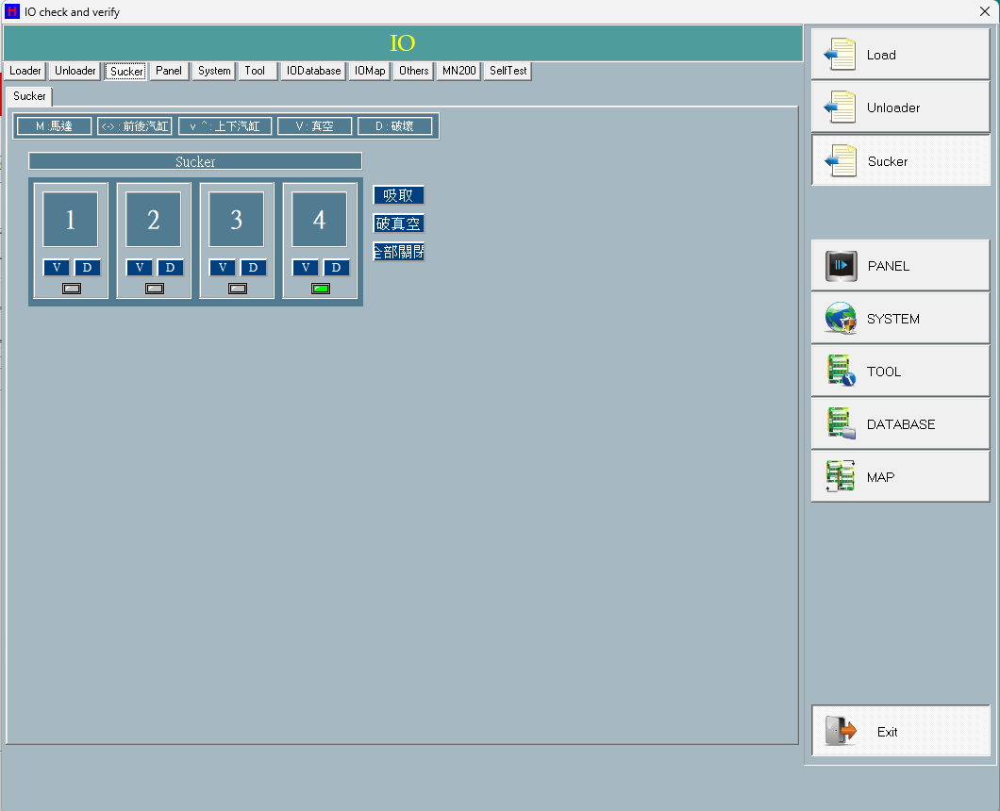 IO check and verify
IO
Loader Unloader Sucker Panel System Tool IODatabase IOMap Others MN200 SelfTest
Sucker
M :馬達 <-> : 前後汽缸 v ^ : 上下汽缸 V : 真空 D : 破壞
Sucker
1 2 3 4
V D V D V D V D
吸取
破真空
全部關閉
Load
Unloader
Sucker
PANEL
SYSTEM
TOOL
DATABASE
MAP
Exit